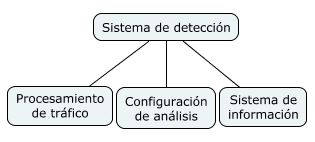 Sistema de detección
Procesamiento
de tráfico
Configuración
de análisis
Sistema de
información